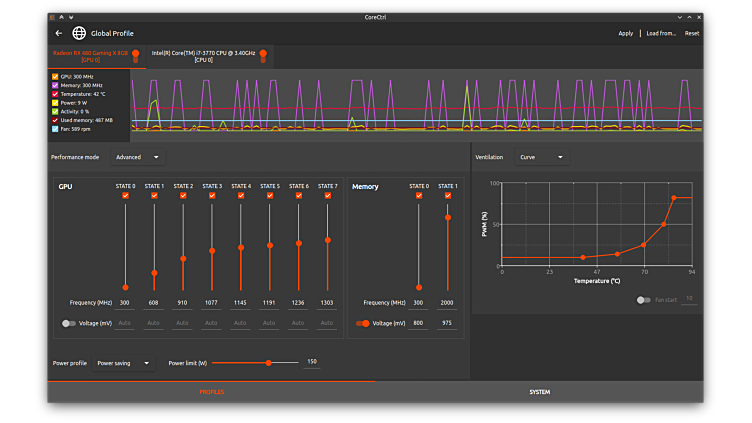 CoreCtrl
Global Profile
Apply
Load from...
Reset
Radeon RX 480 Gaming X 8GB
[GPU 0]
Intel(R) Core(TM) i7-3770 CPU @ 3.40GHz
[CPU 0]
GPU: 300 MHz
Memory: 300 MHz
Temperature: 42 °C
Power: 9 W
Activity: 0 %
Used memory: 487 MB
Fan: 589 rpm
Performance mode Advanced
Ventilation Curve
GPU STATE 0 STATE 1 STATE 2 STATE 3 STATE 4 STATE 5 STATE 6 STATE 7
Frequency (MHz) 300 608 910 1077 1145 1191 1236 1303
Voltage (mV) Auto Auto Auto Auto Auto Auto Auto Auto
Memory STATE 0 STATE 1
Frequency (MHz) 300 2000
Voltage (mV) 800 975
PWM (%)
100
50
0
0 23 47 70 94
Temperature (°C)
Fan start 10
Power profile Power saving
Power limit (W) 150
PROFILES
SYSTEM